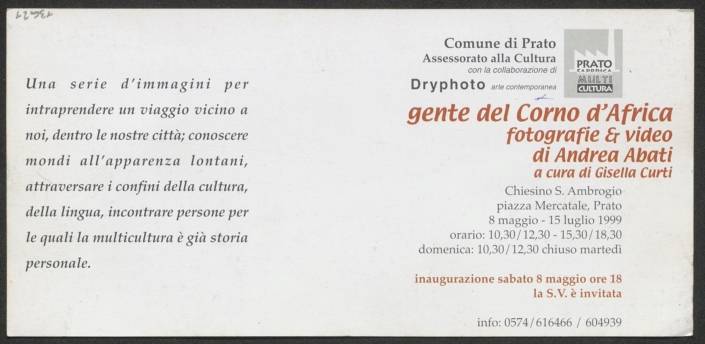 Una serie d'immagini per
intraprendere un viaggio vicino a
noi, dentro le nostre città; conoscere
mondi all'apparenza lontani,
attraversare i confini della cultura,
della lingua, incontrare persone per
le quali la multicultura è già storia
personale.
Comune di Prato
Assessorato alla Cultura
con la collaborazione di
Dryphoto arte contemporanea
PRATO
FABBRICA
MULTI
CULTURA
gente del Corno d'Africa
fotografie & video
di Andrea Abati
a cura di Gisella Curti
Chiesino S. Ambrogio
piazza Mercatale, Prato
8 maggio - 15 luglio 1999
orario: 10,30/12,30 - 15,30/18,30
domenica: 10,30/12,30 chiuso martedì
inaugurazione sabato 8 maggio ore 18
la S.V. è invitata
info: 0574/616466 / 604939